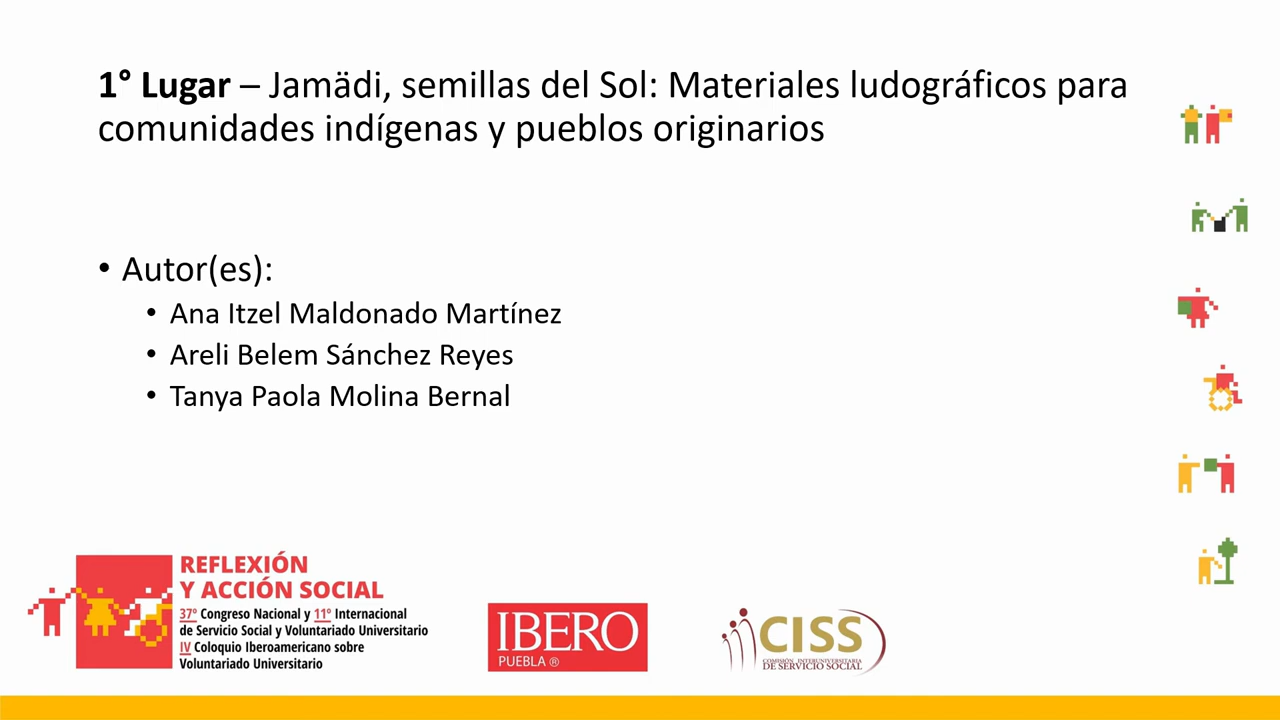 1° Lugar – Jamädi, semillas del Sol: Materiales ludográficos para
comunidades indígenas y pueblos originarios
• Autor(es):
• Ana Itzel Maldonado Martínez
• Areli Belem Sánchez Reyes
• Tanya Paola Molina Bernal
REFLEXIÓN
Y ACCIÓN SOCIAL
37º Congreso Nacional y 11º Internacional
de Servicio Social y Voluntariado Universitario
IV Coloquio Iberoamericano sobre
Voluntariado Universitario
IBERO
PUEBLA ®
CISS
COMISIÓN INTERUNIVERSITARIA
DE SERVICIO SOCIAL